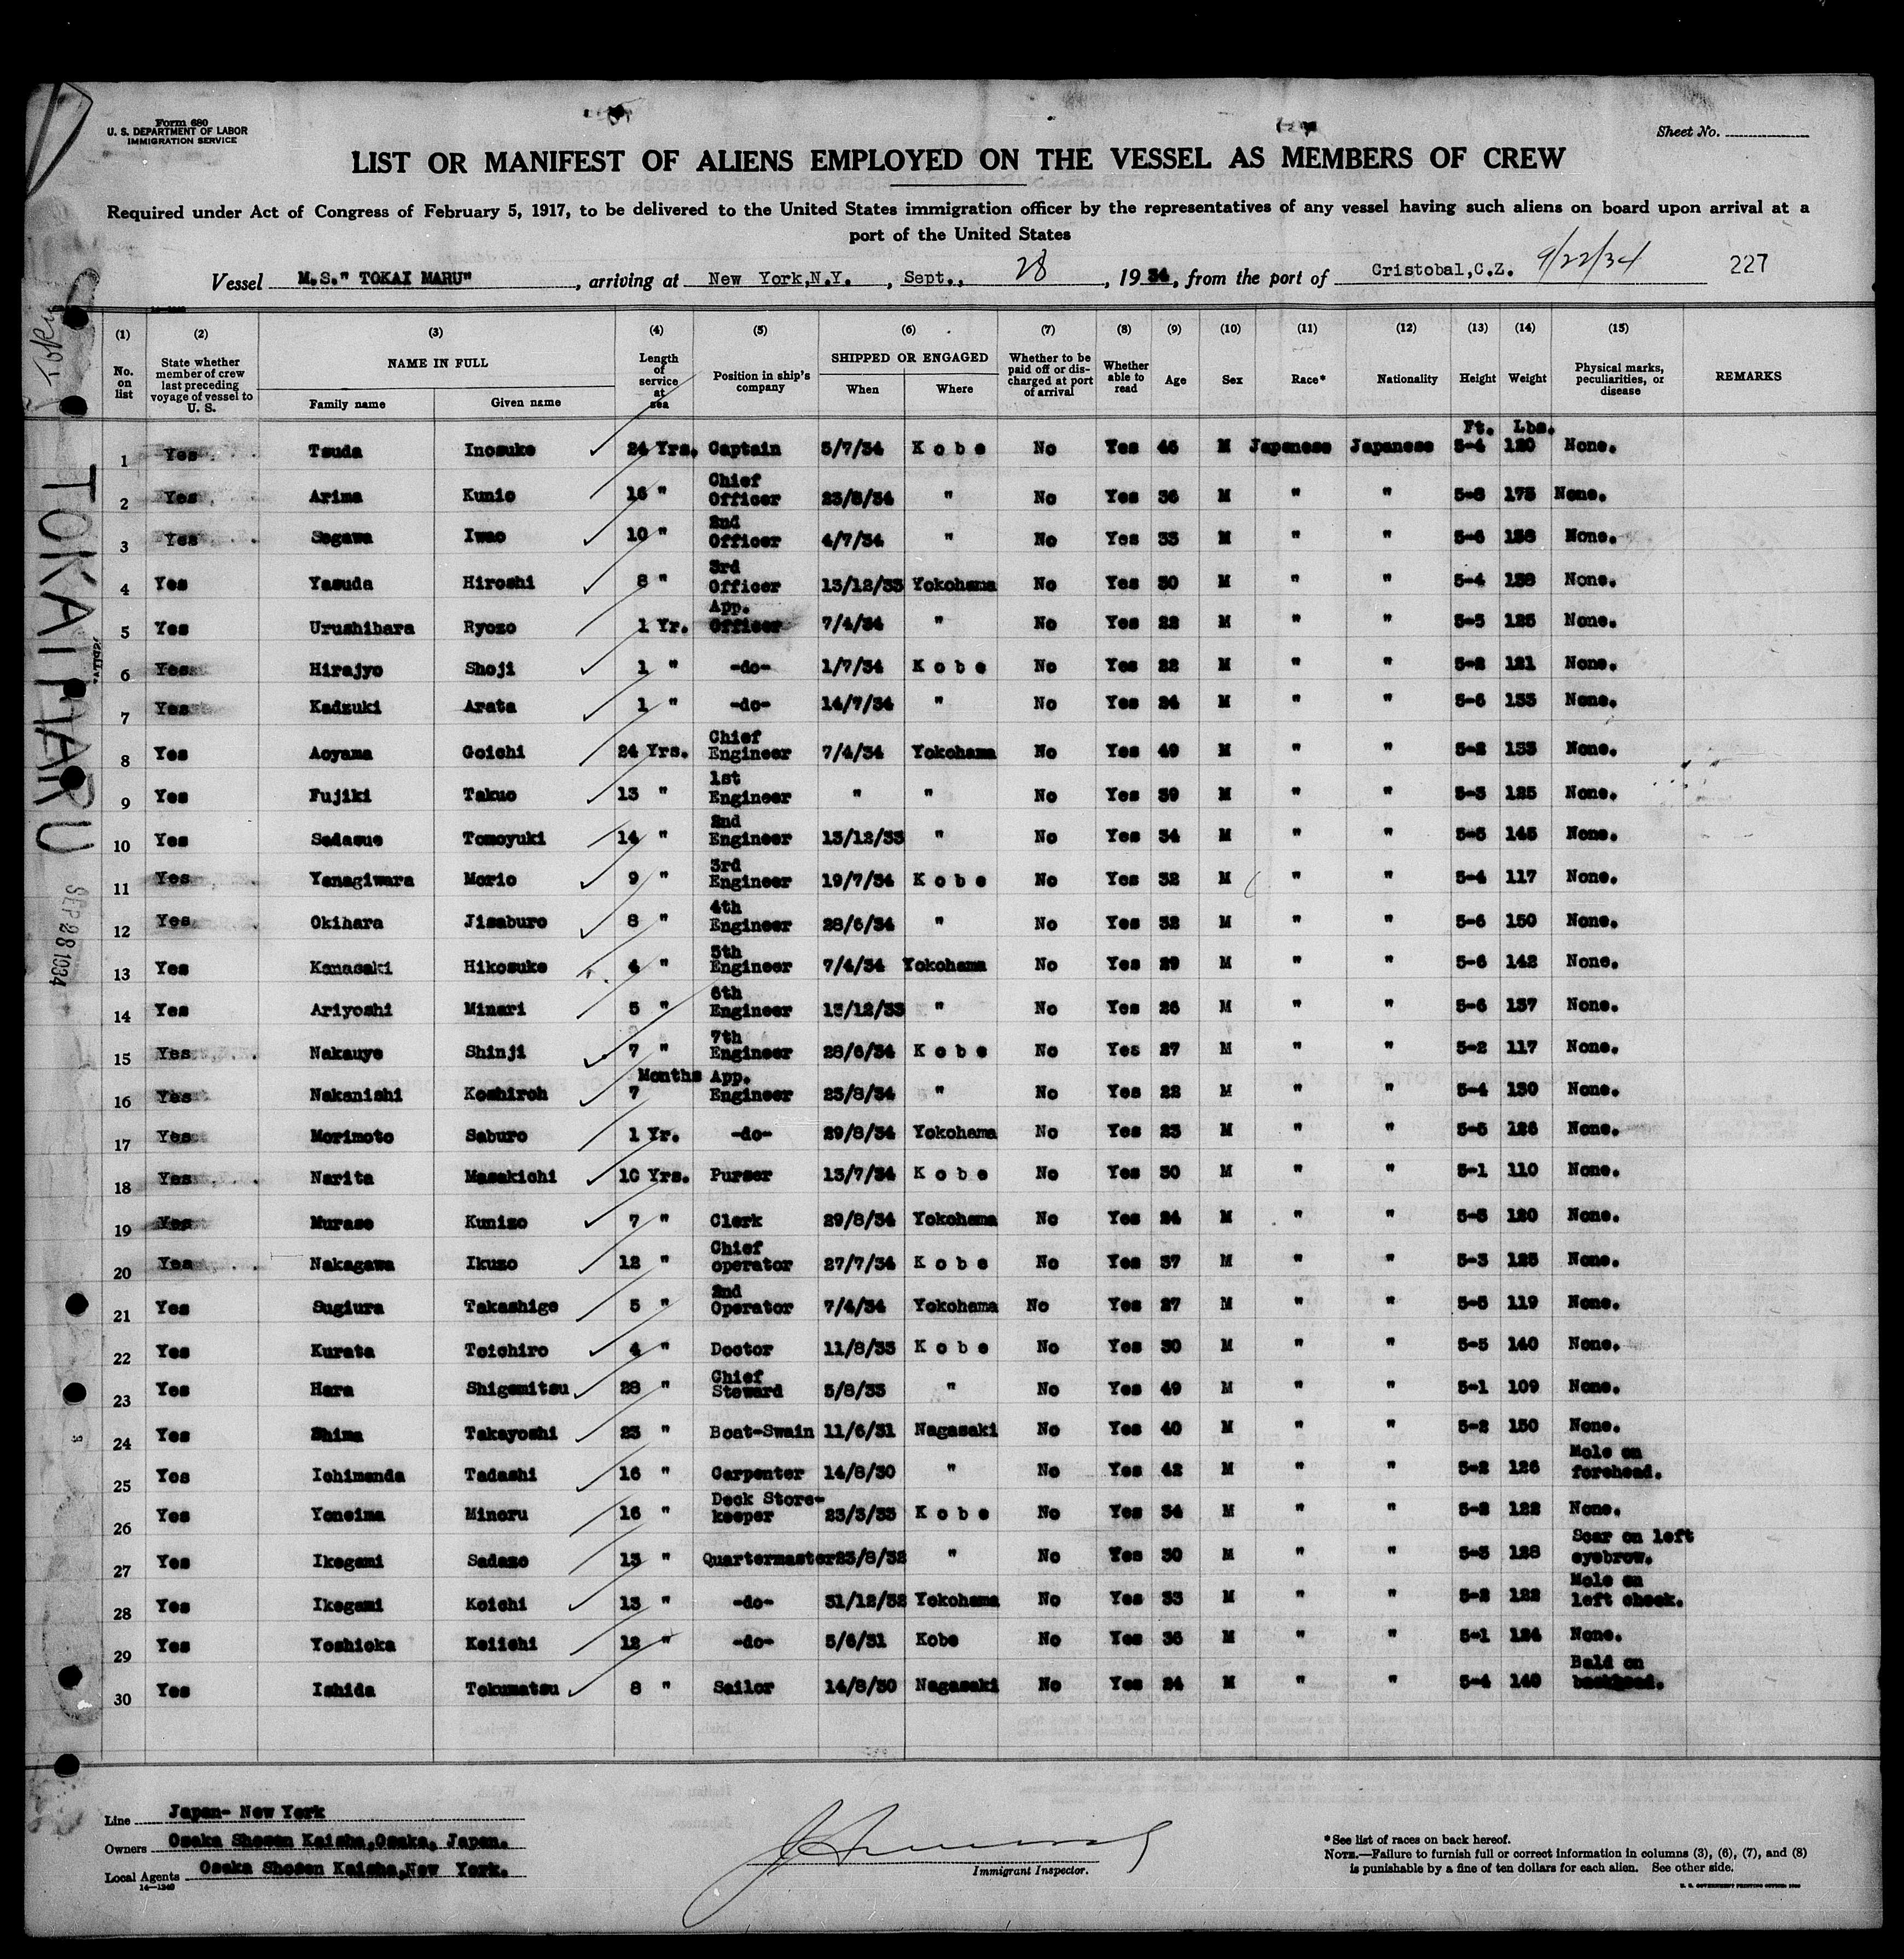 Form 680
U. S. DEPARTMENT OF LABOR
IMMIGRATION SERVICE
Sheet No.
LIST OR MANIFEST OF ALIENS EMPLOYED ON THE VESSEL AS MEMBERS OF CREW
Required under Act of Congress of February 5, 1917, to be delivered to the United States immigration officer by the representatives of any vessel having such aliens on board upon arrival at a
port of the United States
Vessel M.S." TOKAI MARU" , arriving at New York,N.Y. , Sept., 28 , 19 34, from the port of Cristobal,C.Z. 9/22/34 227
(1) (2) (3) (4) (5) (6) (7) (8) (9) (10) (11) (12) (13) (14) (15)
No. on list State whether member of crew last preceding voyage of vessel to U. S. NAME IN FULL Family name Given name Length of service at sea Position in ship's company SHIPPED OR ENGAGED When Where Whether to be paid off or discharged at port of arrival Whether able to read Age Sex Race* Nationality Height Weight Physical marks, peculiarities, or disease REMARKS
Ft. Lbs.
1 Yes Tsuda Inosuke 24 Yrs. Captain 5/7/34 Kobe No Yes 46 M Japanese Japanese 5-4 120 None.
2 Yes Arima Kunio 16 " Chief Officer 23/8/34 " No Yes 36 M " " 5-8 175 None.
3 Yes Sogawa Iwao 10 " 2nd Officer 4/7/34 " No Yes 33 M " " 5-6 None.
4 Yes Yasuda Hiroshi 8 " 3rd Officer 13/12/33 Yokohama No Yes 30 M " " 5-4 138 None.
5 Yes Urushihara Ryozo 1 Yr. App. Officer 7/4/34 " No Yes 22 M " " 5-5 125 None.
6 Yes Hirajyo Shoji 1 " -do- 1/7/34 Kobe No Yes 22 M " " 5-2 121 None.
7 Yes Kadzuki Arata 1 " -do- 14/7/34 " No Yes 24 M " " 5-6 133 None.
8 Yes Aoyama Goichi 24 Yrs. Chief Engineer 7/4/34 Yokohama No Yes 49 M " " 5-2 133 None.
9 Yes Fujiki Takuo 13 " 1st Engineer " " No Yes 39 M " " 5-3 125 None.
10 Yes Sadasue Tomoyuki 14 " 2nd Engineer 13/12/33 " No Yes 34 M " " 5-5 145 None.
11 Yes Yanagiwara Morio 9 " 3rd Engineer 19/7/34 Kobe No Yes 32 M " " 5-4 117 None.
12 Yes Okihara Jisaburo 8 " 4th Engineer 28/6/34 " No Yes 32 M " " 5-6 150 None.
13 Yes Kanasaki Hikosuke 4 " 5th Engineer 7/4/34 Yokohama No Yes 29 M " " 5-6 142 None.
14 Yes Ariyoshi Minari 5 " 6th Engineer 13/12/33 " No Yes 26 M " " 5-6 137 None.
15 Yes Nakauye Shinji 7 " 7th Engineer 28/6/34 Kobe No Yes 27 M " " 5-2 117 None.
16 Yes Nakanishi Koshiroh 7 Months App. Engineer 23/8/34 " No Yes 22 M " " 5-4 130 None.
17 Yes Morimoto Saburo 1 Yr. -do- 29/8/34 Yokohama No Yes 23 M " " 5-5 126 None.
18 Yes Narita Masakichi 10 Yrs. Purser 13/7/34 Kobe No Yes 30 M " " 5-1 110 None.
19 Yes Murase Kunizo 7 " Clerk 29/8/34 Yokohama No Yes 24 M " " 5-5 120 None.
20 Yes Nakagawa Ikuzo 12 " Chief operator 27/7/34 Kobe No Yes 37 M " " 5-3 125 None.
21 Yes Sugiura Takashige 5 " 2nd Operator 7/4/34 Yokohama No Yes 27 M " " 5-5 119 None.
22 Yes Kurata Toichiro 4 " Doctor 11/8/33 Kobe No Yes 30 M " " 5-5 140 None.
23 Yes Hara Shigemitsu 28 " Chief Steward 5/8/33 " No Yes 49 M " " 5-1 109 None.
24 Yes Shima Takayoshi 23 " Boat-Swain 11/6/31 Nagasaki No Yes 40 M " " 5-2 150 None.
25 Yes Ichimanda Tadashi 16 " Carpenter 14/8/30 " No Yes 42 M " " 5-2 126 Mole on forehead.
26 Yes Yoneima Minoru 16 " Deck Store-keeper 23/3/33 Kobe No Yes 34 M " " 5-2 122 None.
27 Yes Ikegami Sadazo 13 " Quartermaster 23/8/32 " No Yes 30 M " " 5-3 128 Scar on left eyebrow.
28 Yes Ikegami Koichi 13 " -do- 31/12/32 Yokohama No Yes 33 M " " 5-2 122 Mole on left cheek.
29 Yes Yoshioka Keiichi 12 " -do- 5/6/31 Kobe No Yes 36 M " " 5-1 124 None.
30 Yes Ishida Tokumatsu 8 " Sailor 14/8/30 Nagasaki No Yes 24 M " " 5-4 140 Bald on backhead.
TOKAI MARU
SEP 28 1934
Line Japan- New York
Owners Osaka Shosen Kaisha,Osaka, Japan.
Local Agents Osaka Shosen Kaisha,New York.
14—1240
Immigrant Inspector.
*See list of races on back hereof.
NOTE.—Failure to furnish full or correct information in columns (3), (6), (7), and (8)
is punishable by a fine of ten dollars for each alien. See other side.